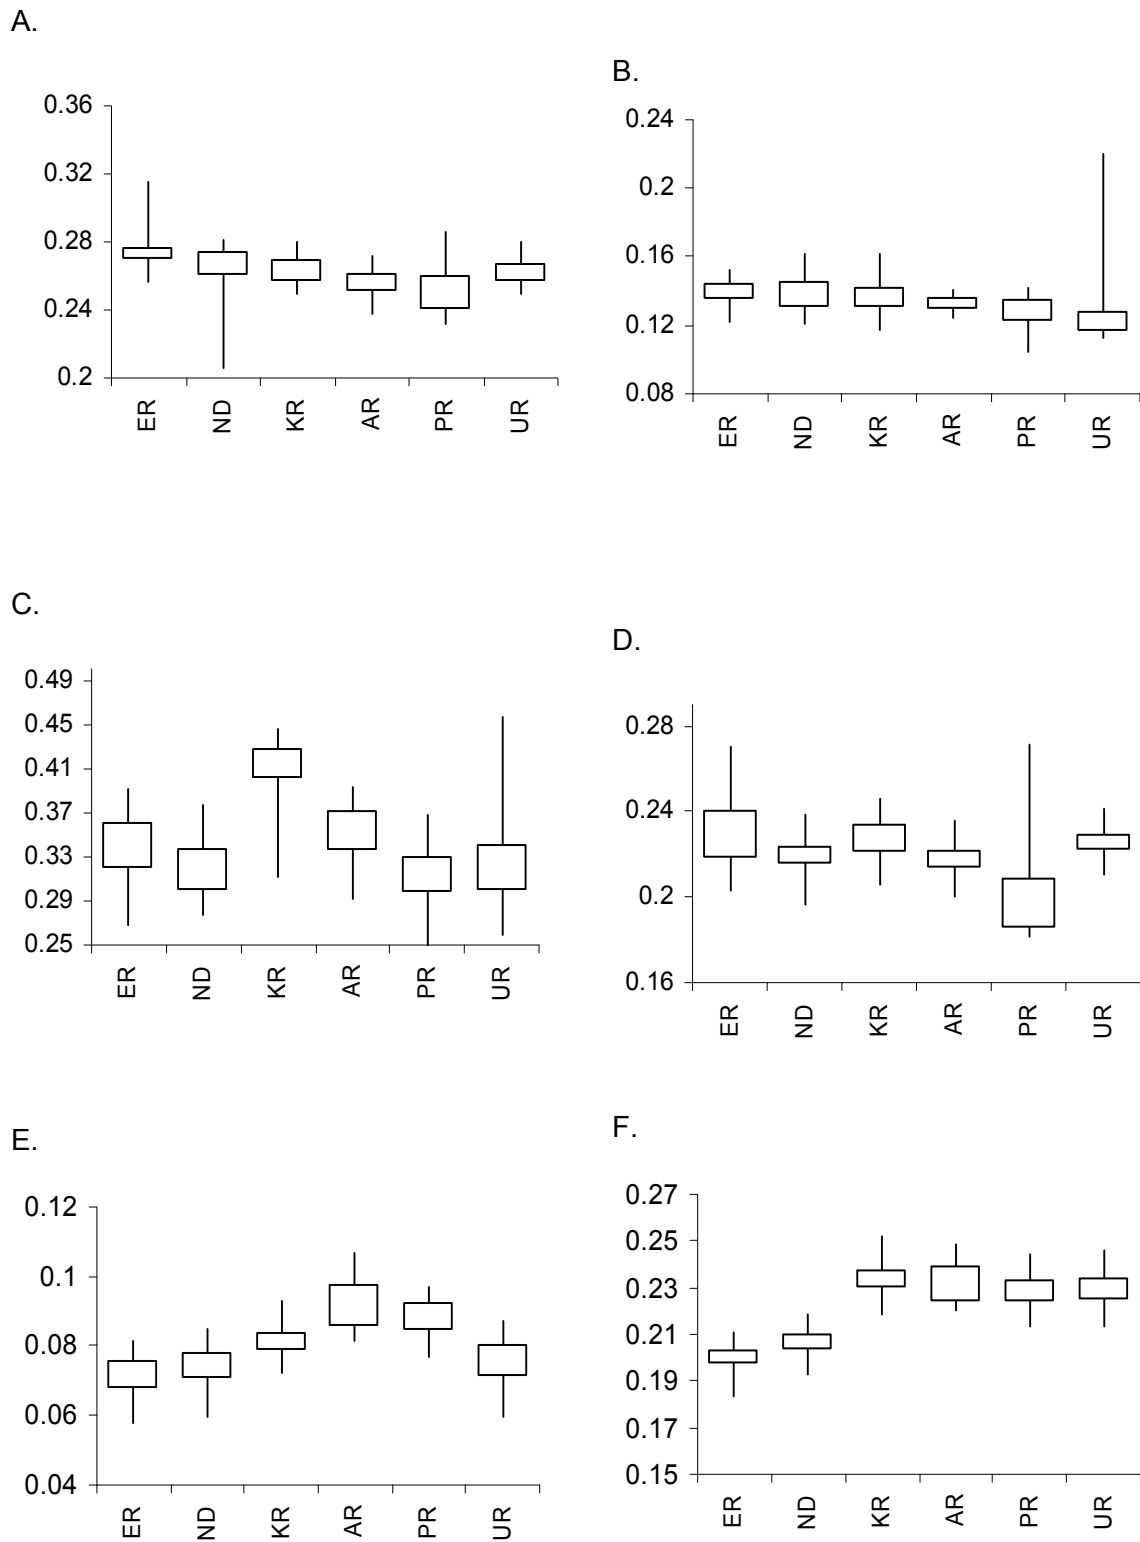 A.
0.36
0.32
0.28
0.24
0.2
ER ND KR AR PR UR
B.
0.24
0.2
0.16
0.12
0.08
ER ND KR AR PR UR
C.
0.49
0.45
0.41
0.37
0.33
0.29
0.25
ER ND KR AR PR UR
D.
0.28
0.24
0.2
0.16
ER ND KR AR PR UR
E.
0.12
0.1
0.08
0.06
0.04
ER ND KR AR PR UR
F.
0.27
0.25
0.23
0.21
0.19
0.17
0.15
ER ND KR AR PR UR